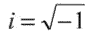 i = √−1